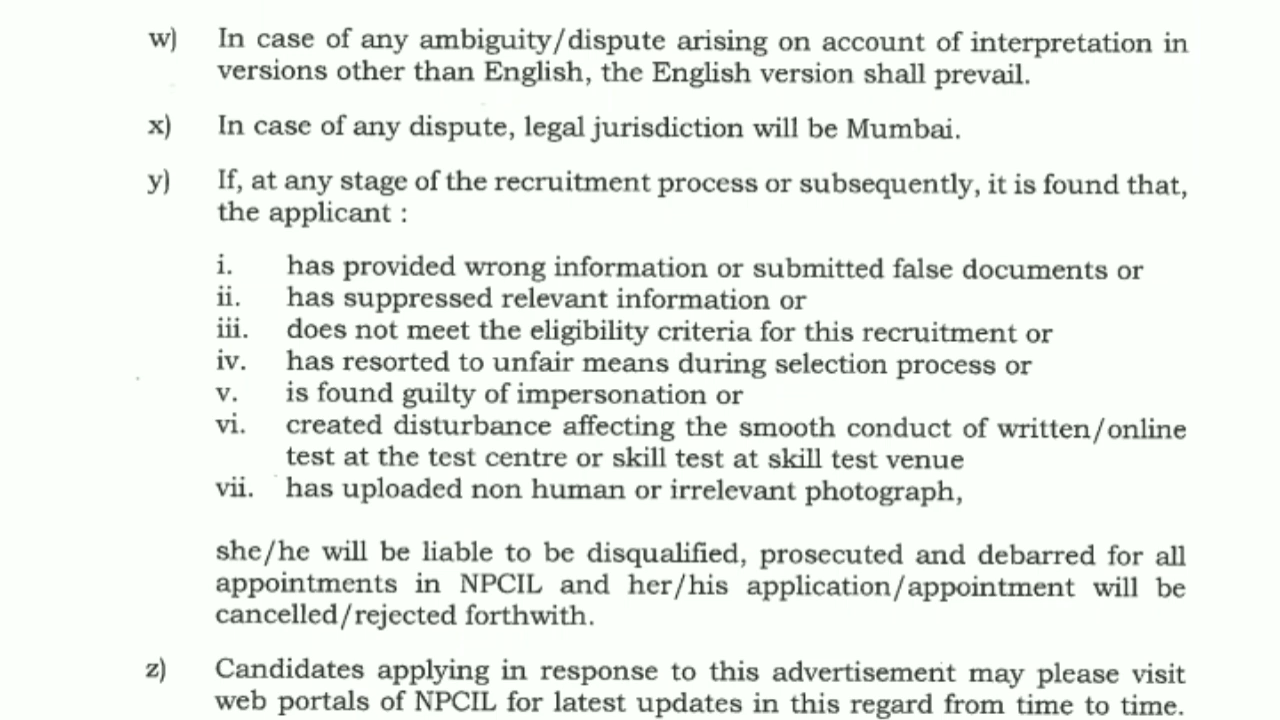 w) In case of any ambiguity/dispute arising on account of interpretation in
versions other than English, the English version shall prevail.
x) In case of any dispute, legal jurisdiction will be Mumbai.
y) If, at any stage of the recruitment process or subsequently, it is found that,
the applicant :
i. has provided wrong information or submitted false documents or
ii. has suppressed relevant information or
iii. does not meet the eligibility criteria for this recruitment or
iv. has resorted to unfair means during selection process or
v. is found guilty of impersonation or
vi. created disturbance affecting the smooth conduct of written/online
test at the test centre or skill test at skill test venue
vii. has uploaded non human or irrelevant photograph,
she/he will be liable to be disqualified, prosecuted and debarred for all
appointments in NPCIL and her/his application/appointment will be
cancelled/rejected forthwith.
z) Candidates applying in response to this advertisement may please visit
web portals of NPCIL for latest updates in this regard from time to time.